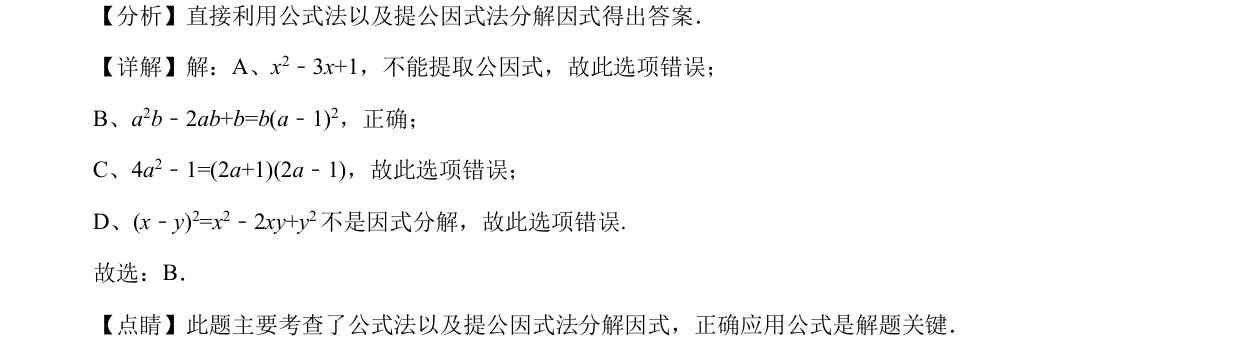 【分析】直接利用公式法以及提公因式法分解因式得出答案．
【详解】解：A、x²﹣3x+1，不能提取公因式，故此选项错误；
B、a²b﹣2ab+b=b(a﹣1)²，正确；
C、4a²﹣1=(2a+1)(2a﹣1)，故此选项错误；
D、(x﹣y)²=x²﹣2xy+y²不是因式分解，故此选项错误.
故选：B．
【点睛】此题主要考查了公式法以及提公因式法分解因式，正确应用公式是解题关键．